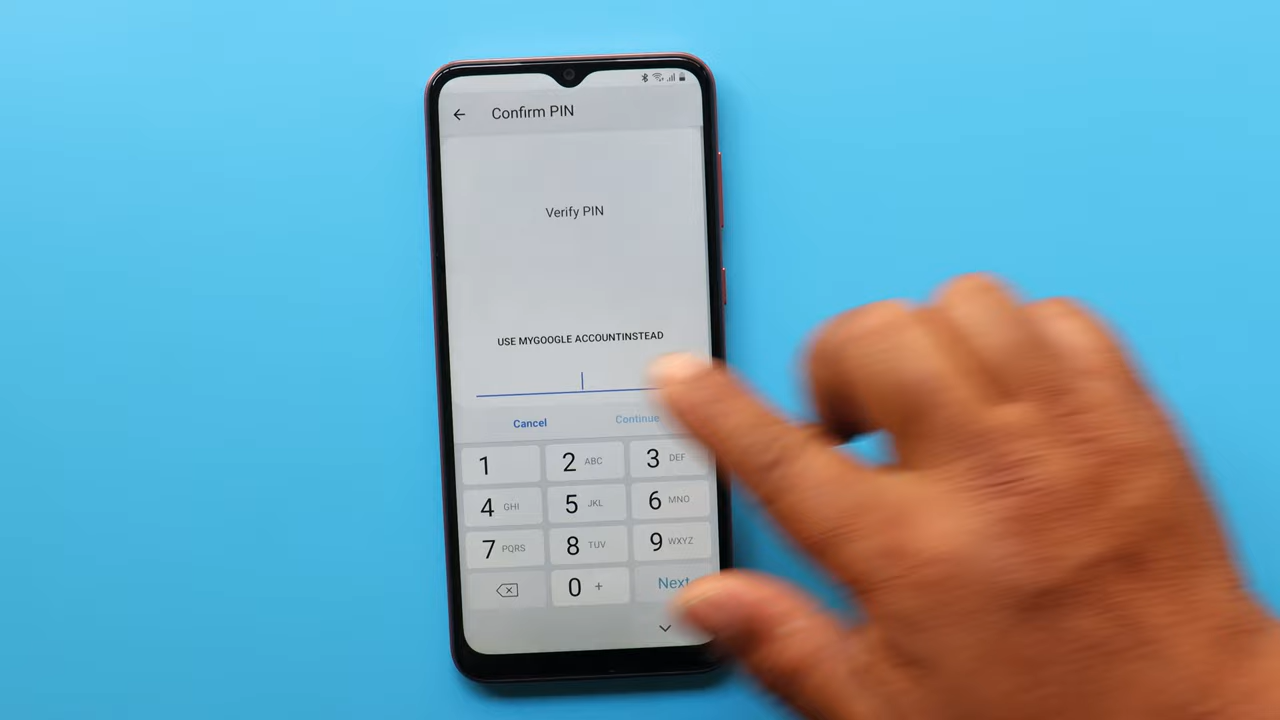 Confirm PIN
Verify PIN
USE MYGOOGLE ACCOUNTINSTEAD
Cancel Continue
1 2 ABC 3 DEF
4 GHI 5 JKL 6 MNO
7 PQRS 8 TUV 9 WXYZ
0 + Next